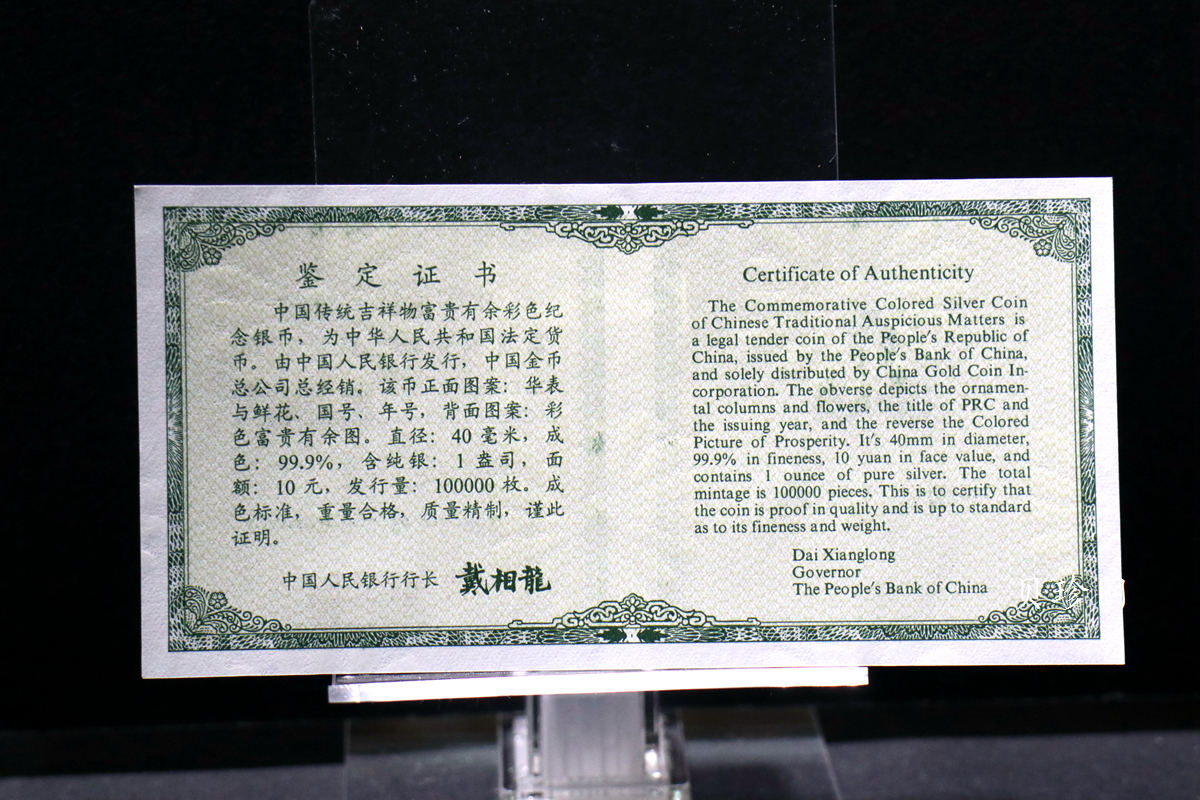 鉴定证书
中国传统吉祥物富贵有余彩色纪
念银币，为中华人民共和国法定货
币。由中国人民银行发行，中国金币
总公司总经销。该币正面图案：华表
与鲜花、国号、年号，背面图案：彩
色富贵有余图。直径：40毫米，成
色：99.9%，含纯银：1盎司，面
额：10元，发行量：100000枚。成
色标准，重量合格，质量精制，谨此
证明。
中国人民银行行长 戴相龍
Certificate of Authenticity
The Commemorative Colored Silver Coin
of Chinese Traditional Auspicious Matters is
a legal tender coin of the People's Republic of
China, issued by the People's Bank of China,
and solely distributed by China Gold Coin In-
corporation. The obverse depicts the ornamen-
tal columns and flowers, the title of PRC and
the issuing year, and the reverse the Colored
Picture of Prosperity. It's 40mm in diameter,
99.9% in fineness, 10 yuan in face value, and
contains 1 ounce of pure silver. The total
mintage is 100000 pieces. This is to certify that
the coin is proof in quality and is up to standard
as to its fineness and weight.
Dai Xianglong
Governor
The People's Bank of China